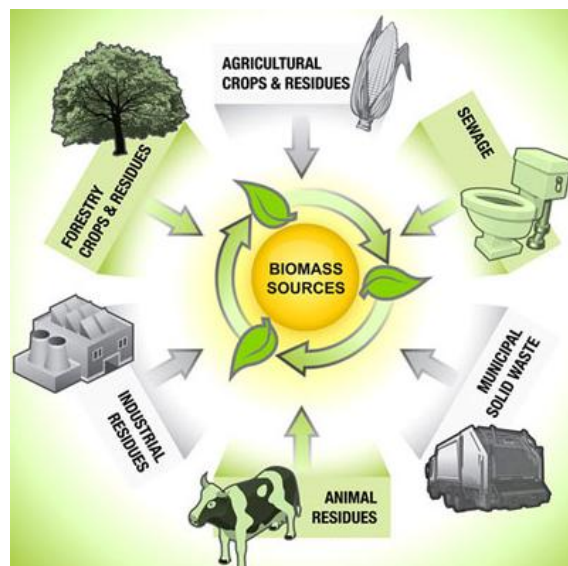 AGRICULTURAL
CROPS & RESIDUES
SEWAGE
MUNICIPAL
SOLID WASTE
ANIMAL
RESIDUES
INDUSTRIAL
RESIDUES
FORESTRY
CROPS & RESIDUES
BIOMASS
SOURCES